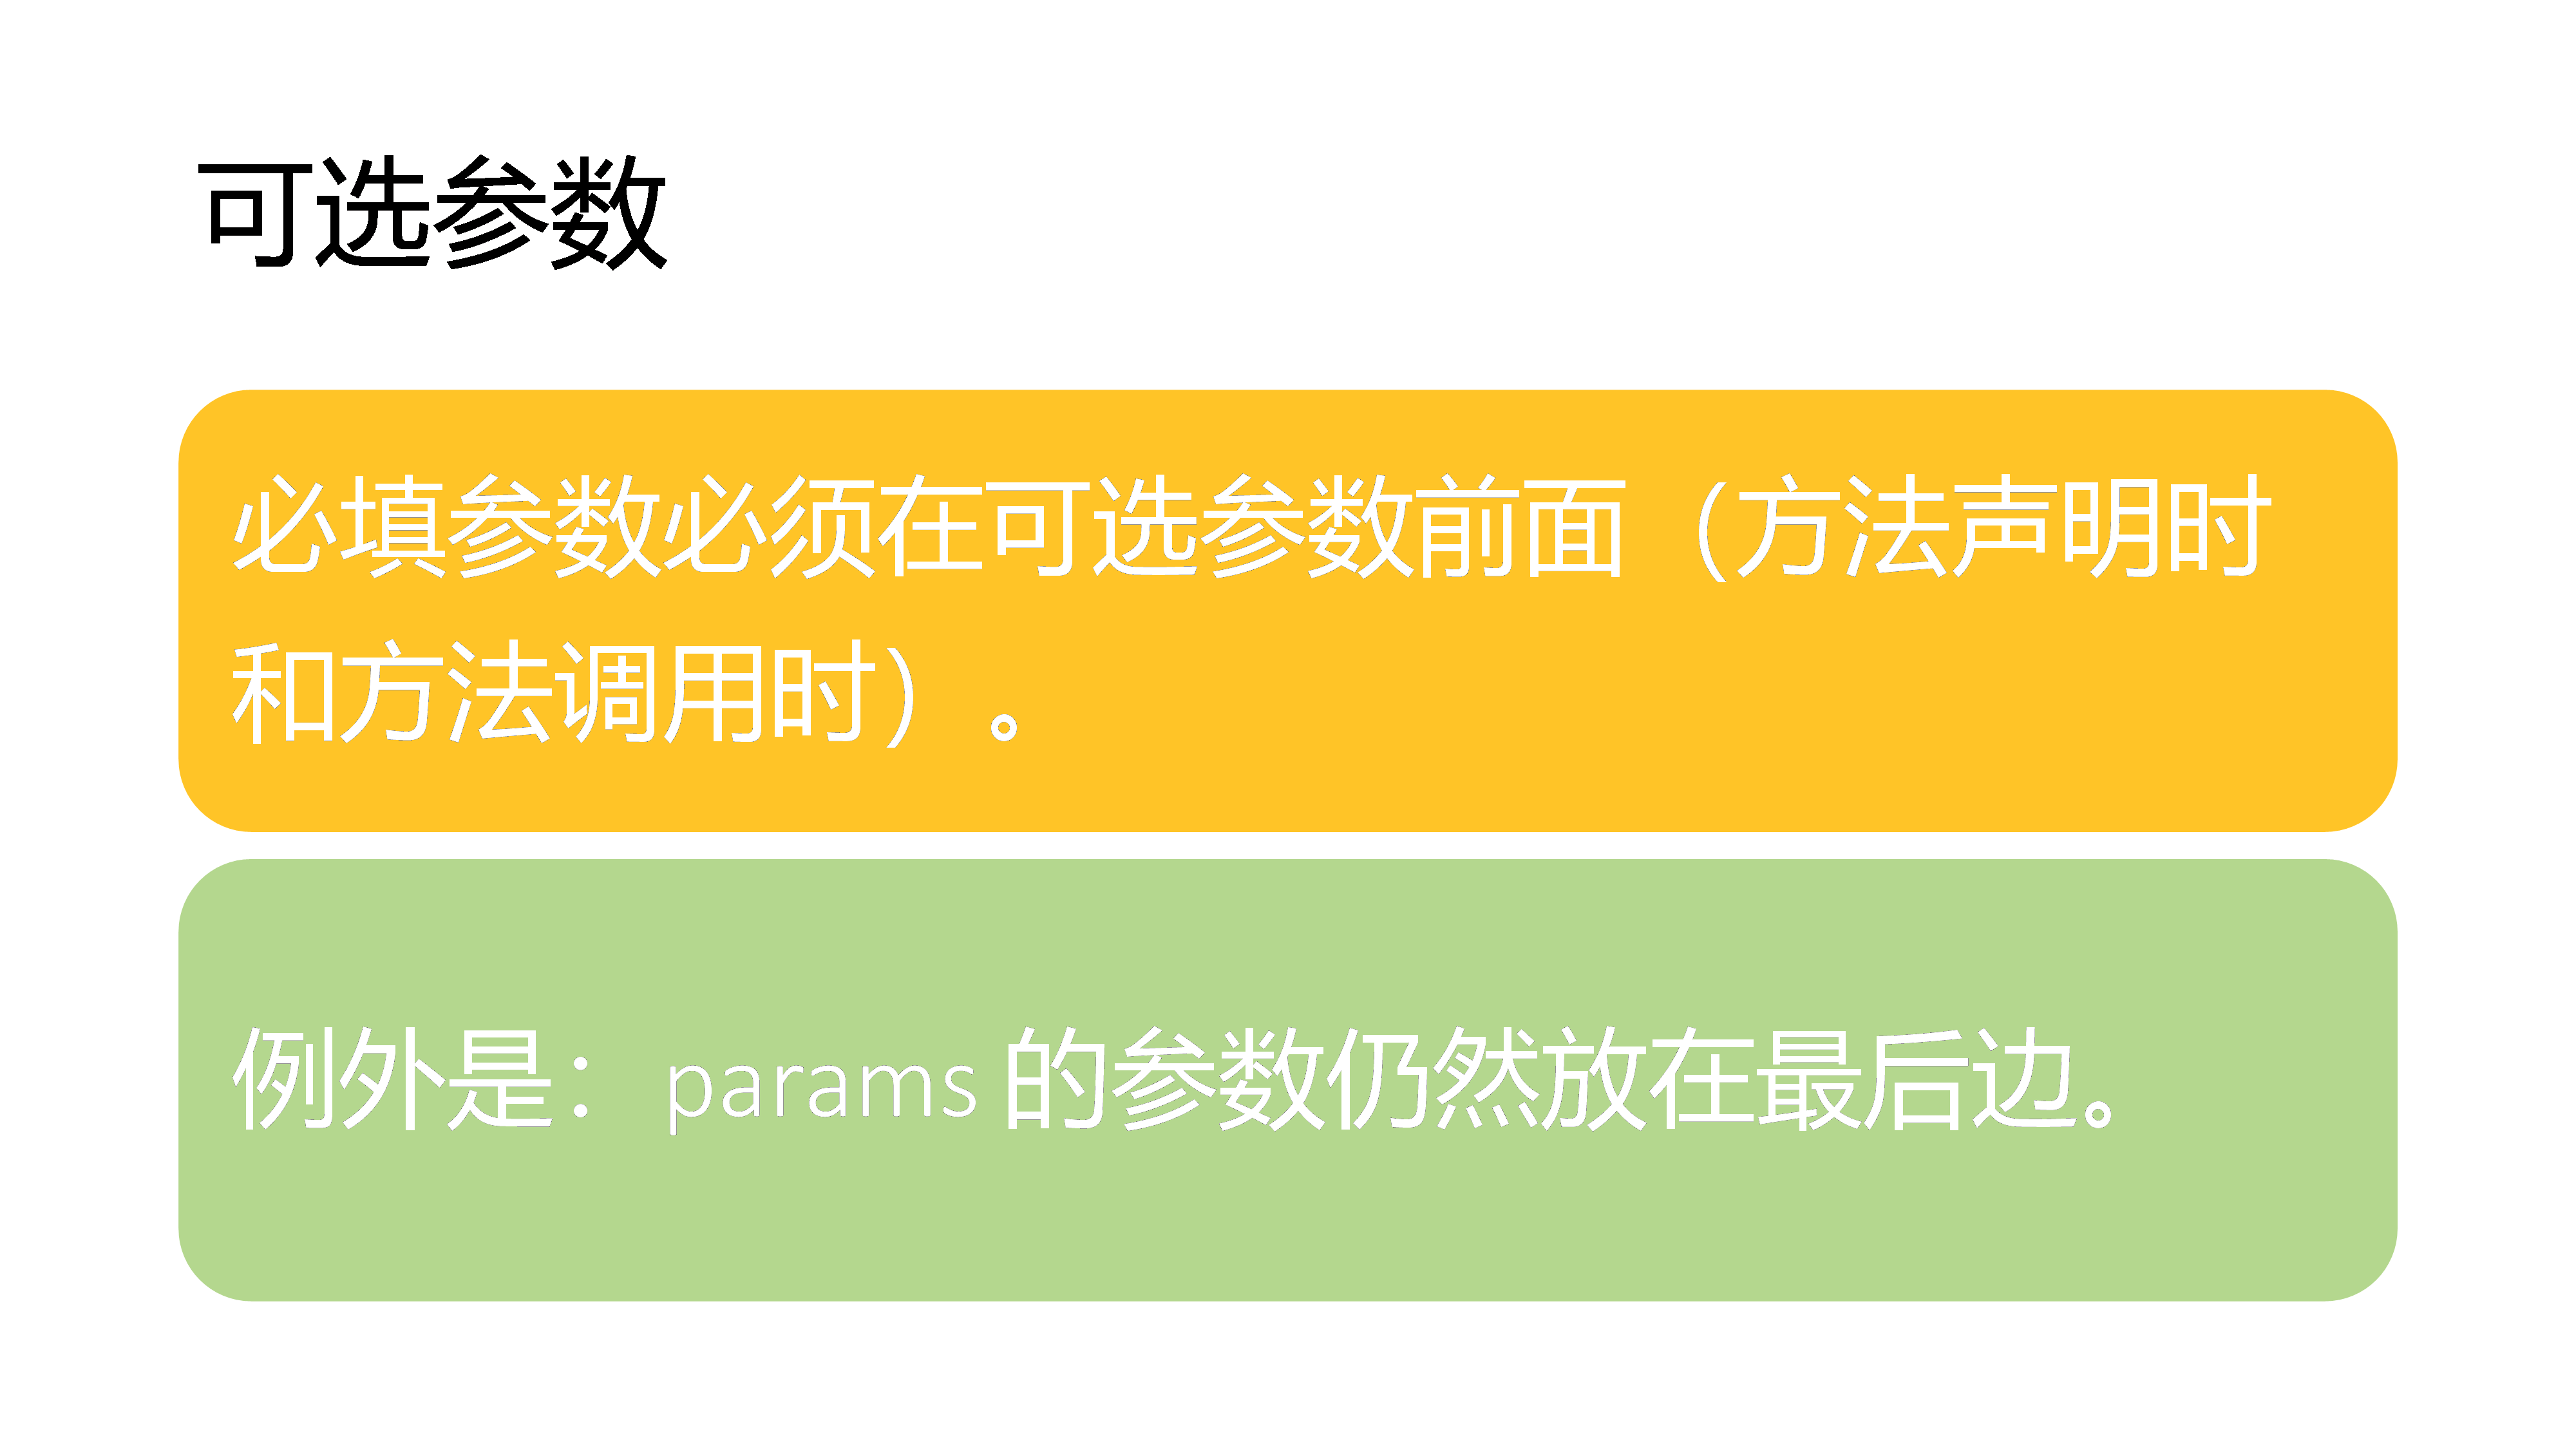 可选参数
必填参数必须在可选参数前面（方法声明时
和方法调用时）。
例外是：params 的参数仍然放在最后边。